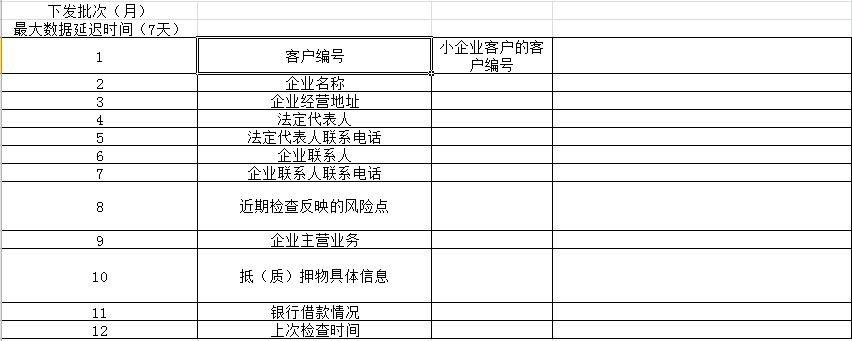 下发批次（月）
最大数据延迟时间（7天）
1 客户编号 小企业客户的客
户编号
2 企业名称
3 企业经营地址
4 法定代表人
5 法定代表人联系电话
6 企业联系人
7 企业联系人联系电话
8 近期检查反映的风险点
9 企业主营业务
10 抵（质）押物具体信息
11 银行借款情况
12 上次检查时间